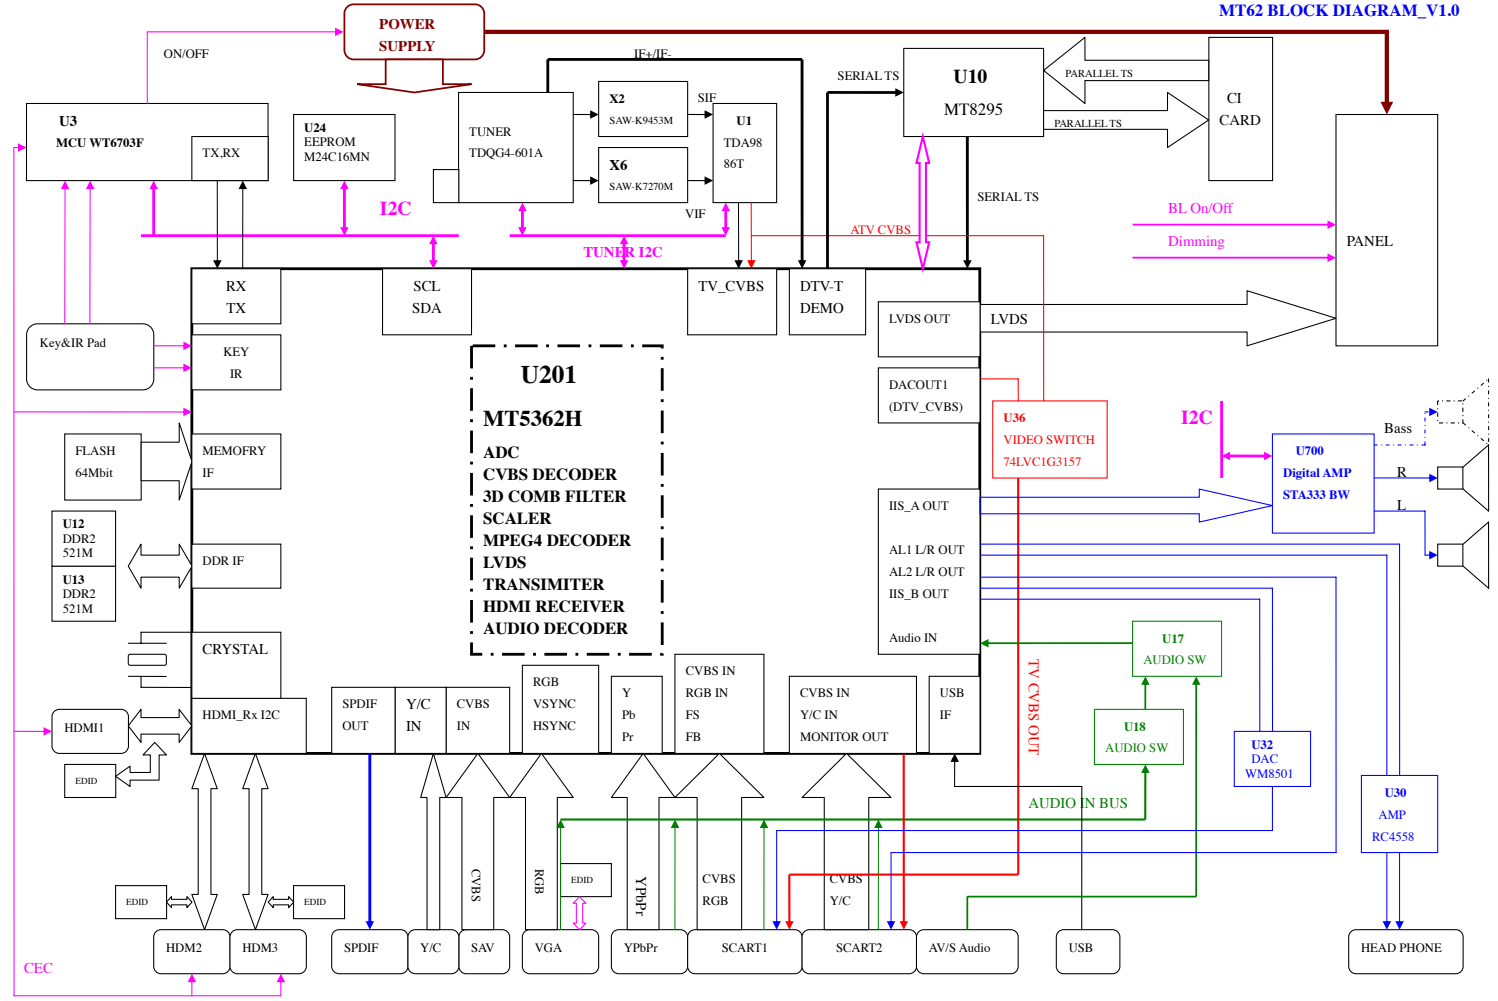 MT62 BLOCK DIAGRAM_V1.0
POWER
SUPPLY
ON/OFF
IF+/IF-
U3
MCU WT6703F
TX,RX
U24
EEPROM
M24C16MN
I2C
TUNER
TDQG4-601A
X2
SAW-K9453M
X6
SAW-K7270M
SIF
VIF
U1
TDA98
86T
TUNER I2C
ATV CVBS
SERIAL TS
U10
MT8295
PARALLEL TS
PARALLEL TS
CI
CARD
SERIAL TS
BL On/Off
Dimming
PANEL
RX
TX
SCL
SDA
TV_CVBS
DTV-T
DEMO
LVDS OUT
LVDS
Key&IR Pad
KEY
IR
DACOUT1
(DTV_CVBS)
U36
VIDEO SWITCH
74LVC1G3157
U201
MT5362H
ADC
CVBS DECODER
3D COMB FILTER
SCALER
MPEG4 DECODER
LVDS
TRANSIMITER
HDMI RECEIVER
AUDIO DECODER
FLASH
64Mbit
MEMOFRY
IF
U12
DDR2
521M
U13
DDR2
521M
DDR IF
CRYSTAL
HDMI_Rx I2C
HDMI1
EDID
I2C
U700
Digital AMP
STA333 BW
Bass
R
L
IIS_A OUT
AL1 L/R OUT
AL2 L/R OUT
IIS_B OUT
Audio IN
U17
AUDIO SW
U18
AUDIO SW
U32
DAC
WM8501
U30
AMP
RC4558
TV CVBS OUT
AUDIO IN BUS
SPDIF
OUT
Y/C
IN
CVBS
IN
RGB
VSYNC
HSYNC
Y
Pb
Pr
CVBS IN
RGB IN
FS
FB
CVBS IN
Y/C IN
MONITOR OUT
USB
IF
EDID
EDID
CVBS
RGB
EDID
YPbPr
CVBS
RGB
CVBS
Y/C
CEC
HDM2
HDM3
SPDIF
Y/C
SAV
VGA
YPbPr
SCART1
SCART2
AV/S Audio
USB
HEAD PHONE